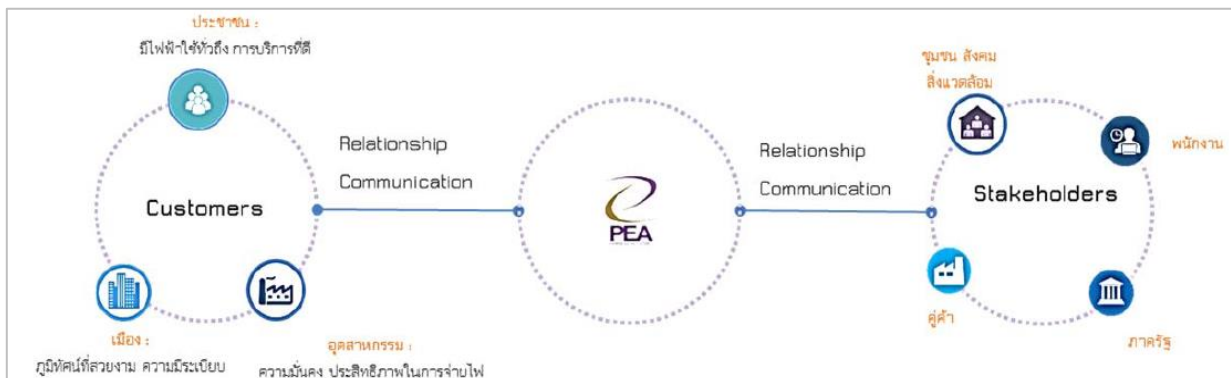 ประชาชน :
มีไฟฟ้าใช้ทั่วถึง การบริการที่ดี
Relationship
Communication
Customers
เมือง :
ภูมิทัศน์ที่สวยงาม ความมีระเบียบ
อุตสาหกรรม :
ความมั่นคง ประสิทธิภาพในการจ่ายไฟ
PEA
Relationship
Communication
ชุมชน สังคม
สิ่งแวดล้อม
พนักงาน
Stakeholders
คู่ค้า
ภาครัฐ